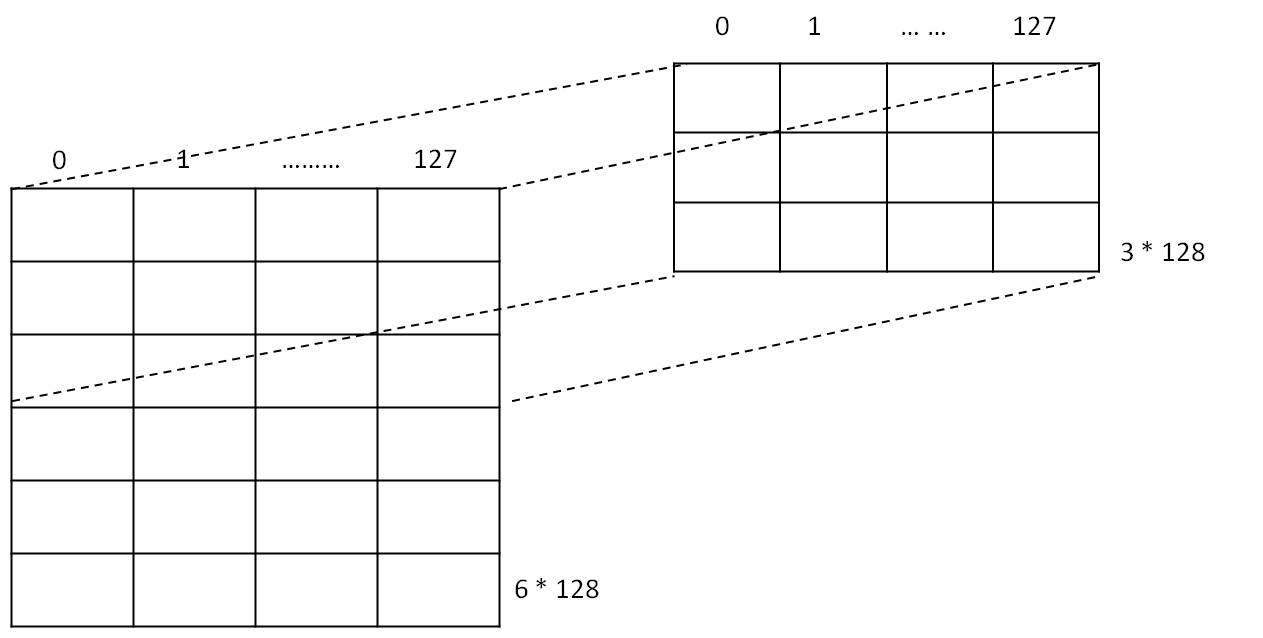 0 1 ... ... 127
0 1 ......... 127
3 * 128
6 * 128